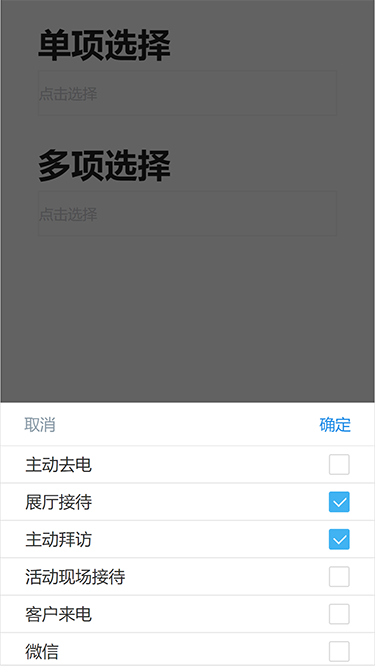 单项选择
点击选择
多项选择
点击选择
取消 确定
主动去电
展厅接待
主动拜访
活动现场接待
客户来电
微信